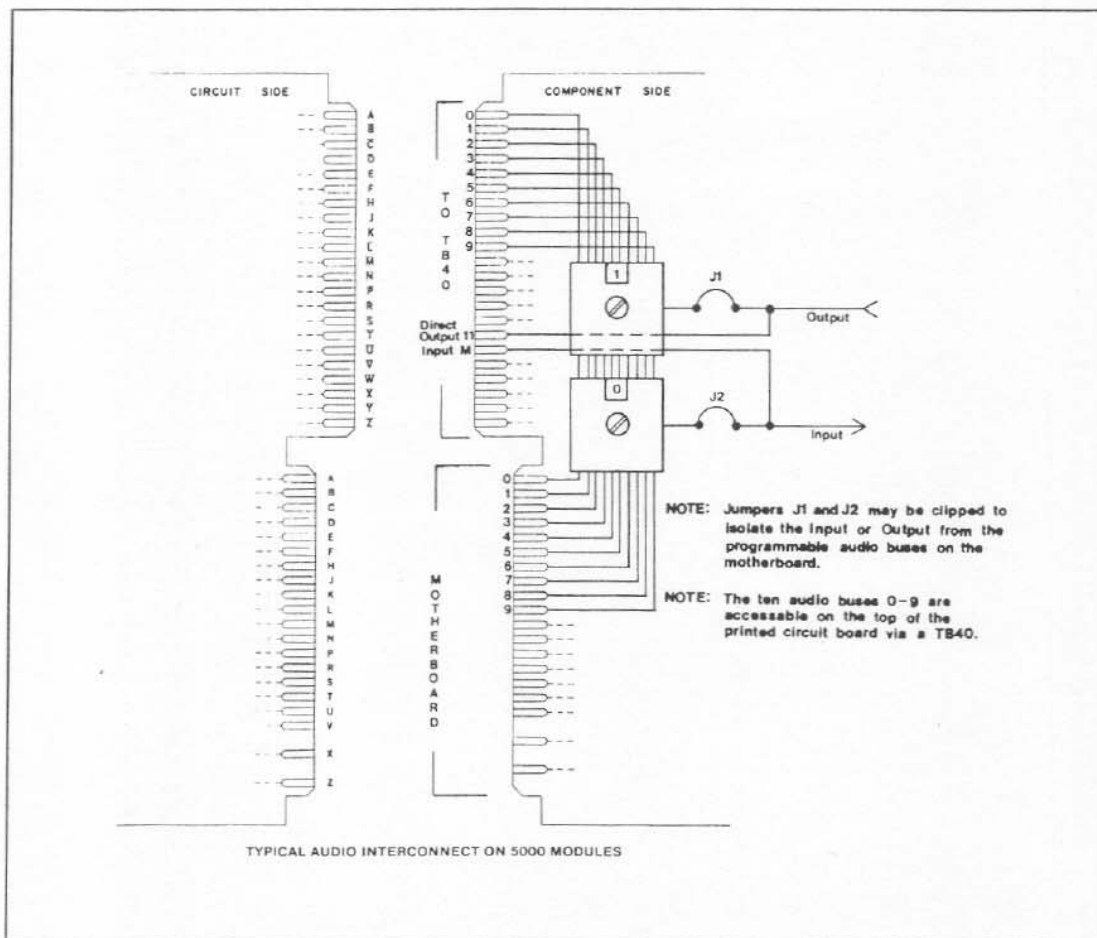 CIRCUIT SIDE
A
B
C
D
E
F
H
J
K
L
M
N
P
R
S
T
U
V
W
X
Y
Z
TO TB40
COMPONENT SIDE
0
1
2
3
4
5
6
7
8
9
Direct
Output 11
Input M
1
J1
Output
0
J2
Input
A
B
C
D
E
F
H
J
K
L
M
N
P
R
S
T
U
V
X
Z
MOTHERBOARD
0
1
2
3
4
5
6
7
8
9
NOTE: Jumpers J1 and J2 may be clipped to
isolate the Input or Output from the
programmable audio buses on the
motherboard.
NOTE: The ten audio buses 0-9 are
accessable on the top of the
printed circuit board via a TB40.
TYPICAL AUDIO INTERCONNECT ON 5000 MODULES